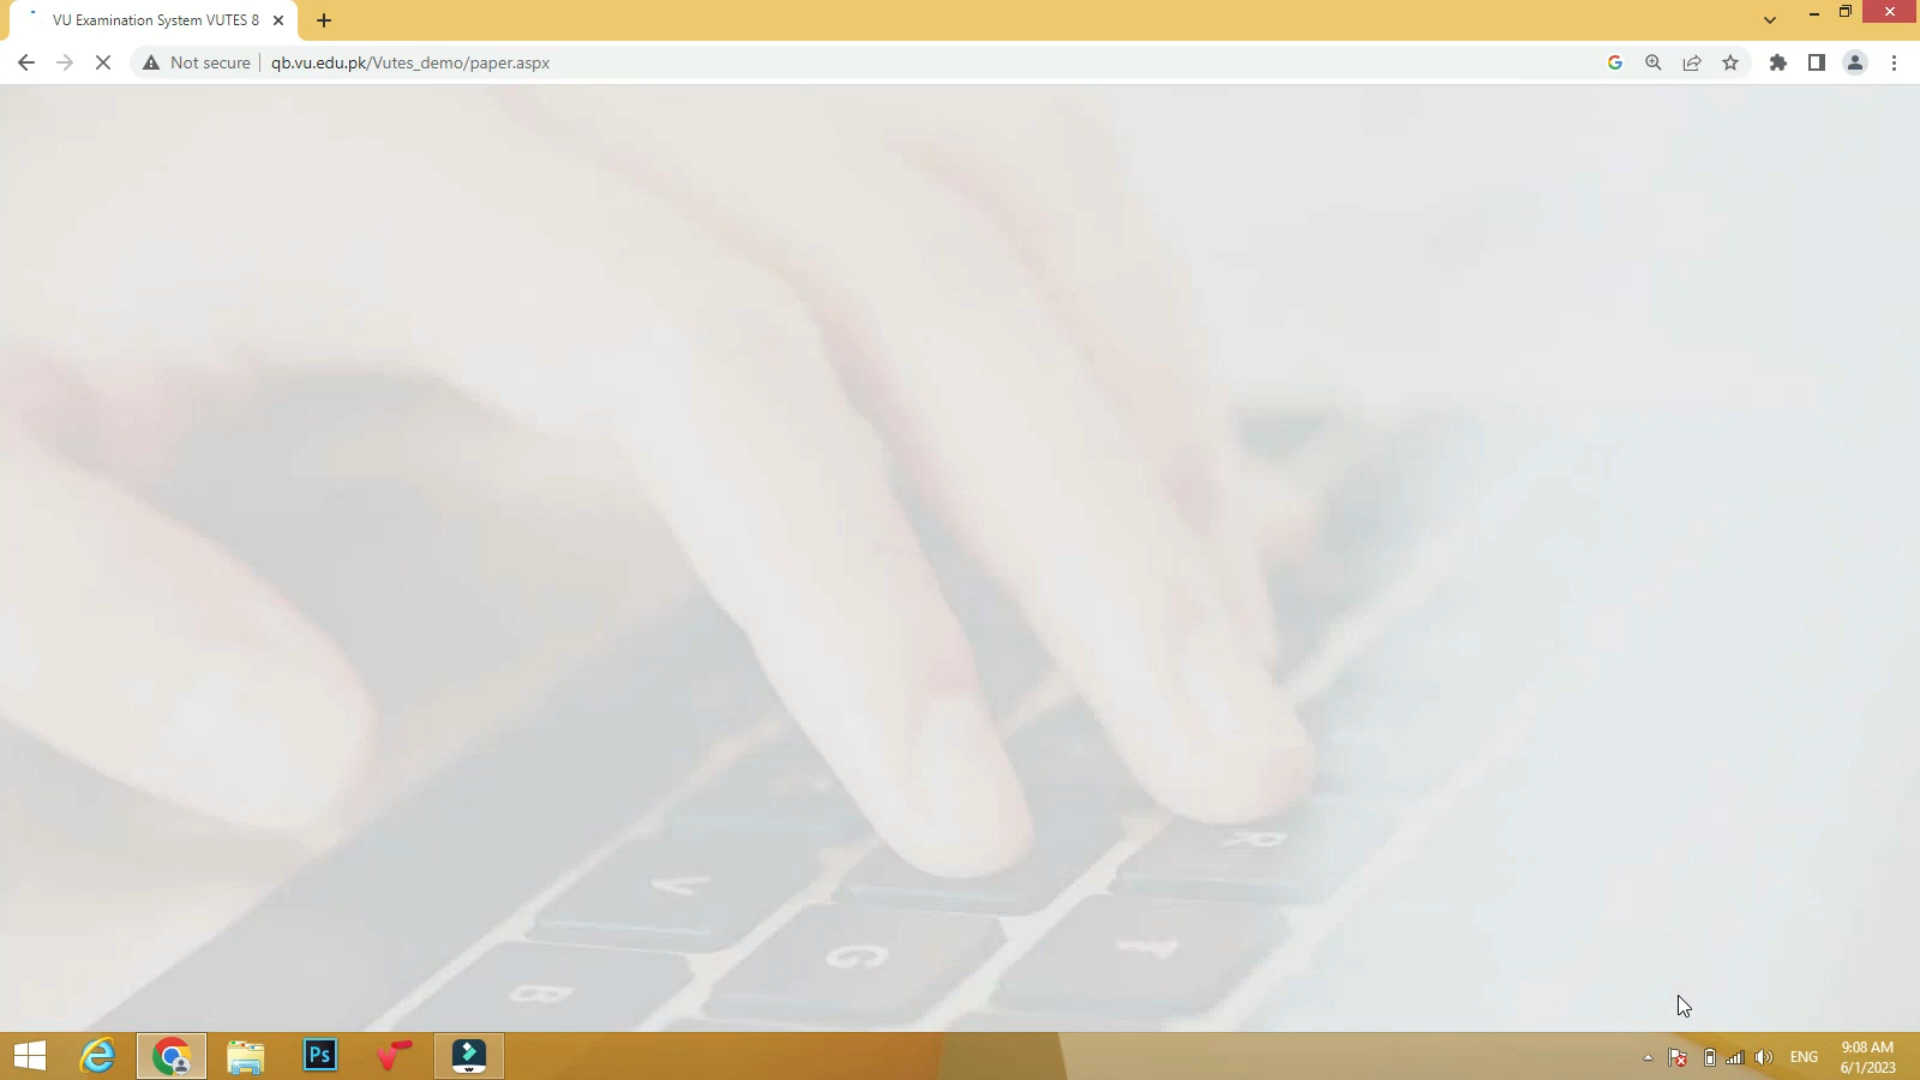 VU Examination System VUTES 8
Not secure
qb.vu.edu.pk/Vutes_demo/paper.aspx
R
V
T
G
B
Ps
ENG
9:08 AM
6/1/2023